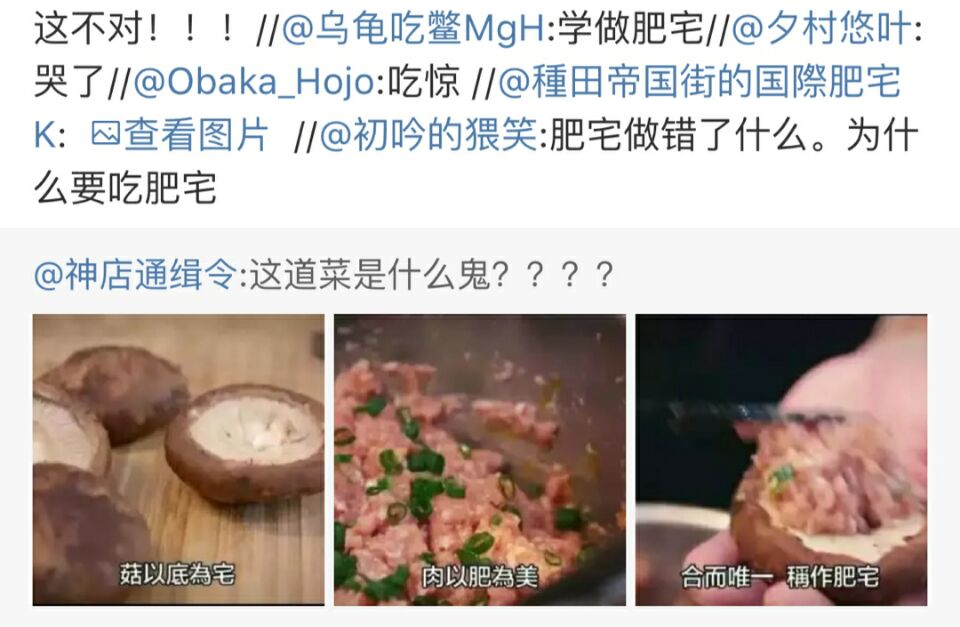 这不对！！！//@乌龟吃鳖MgH:学做肥宅//@夕村悠叶:
哭了//@Obaka_Hojo:吃惊 //@種田帝国街的国際肥宅
K: 查看图片 //@初吟的猥笑:肥宅做错了什么。为什
么要吃肥宅
@神店通缉令:这道菜是什么鬼？？？？
菇以底為宅
肉以肥為美
合而唯一 稱作肥宅